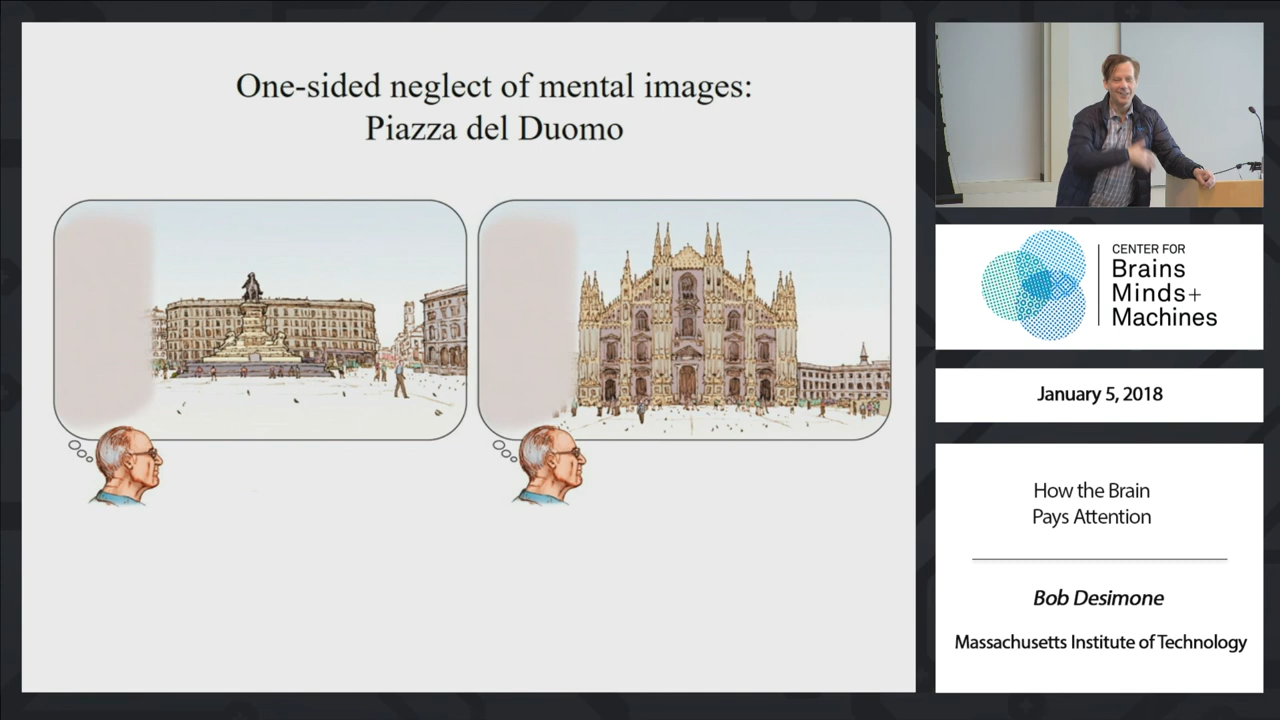 One-sided neglect of mental images:
Piazza del Duomo
CENTER FOR
Brains
Minds+
Machines
January 5, 2018
How the Brain
Pays Attention
Bob Desimone
Massachusetts Institute of Technology